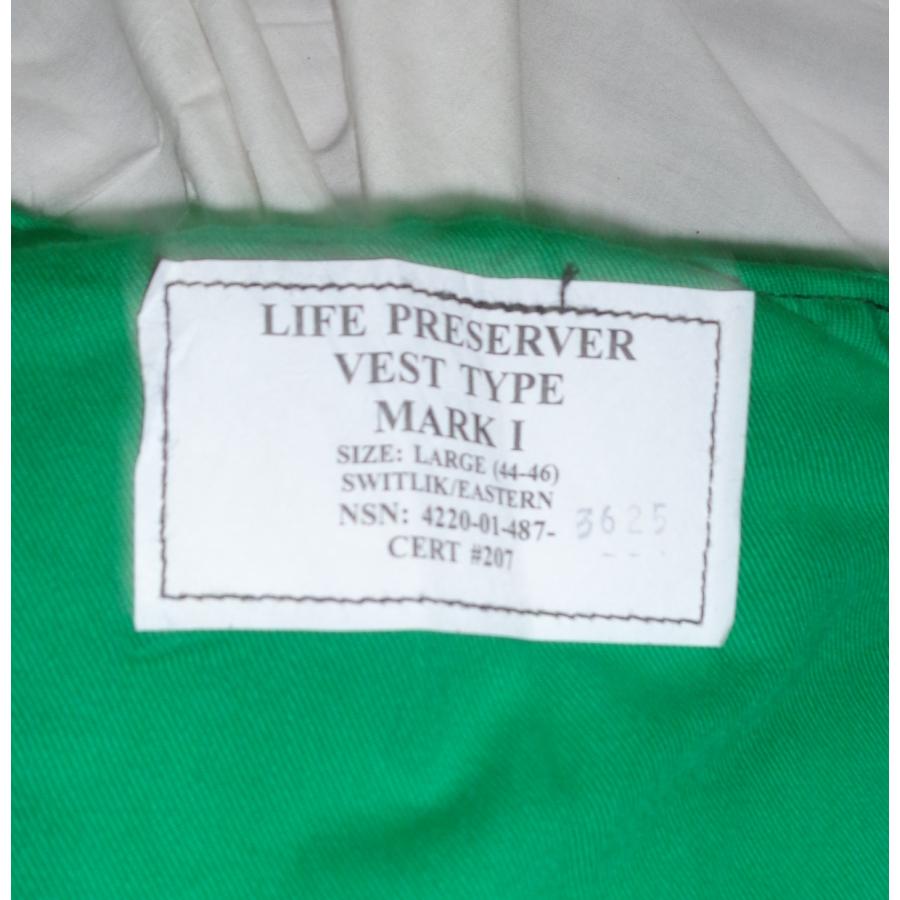 LIFE PRESERVER
VEST TYPE
MARK I
SIZE: LARGE (44-46)
SWITLIK/EASTERN
NSN: 4220-01-487-3625
CERT #207